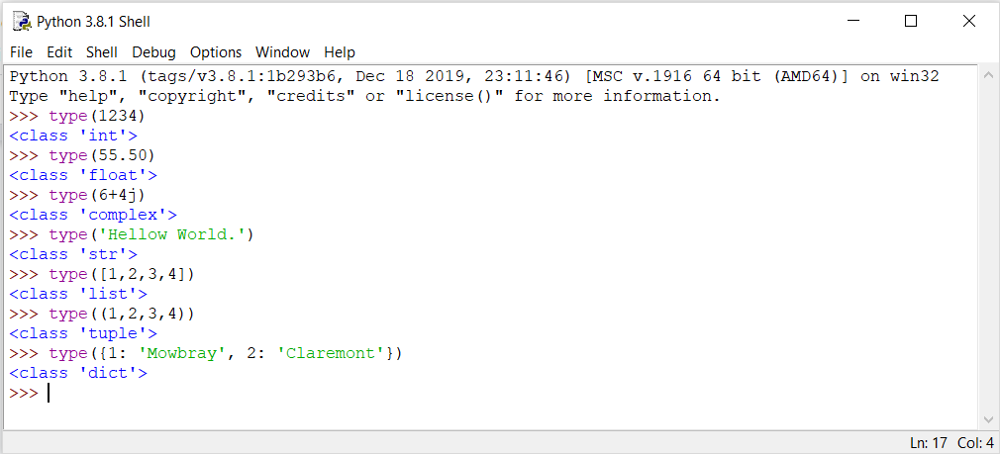 Python 3.8.1 Shell
File Edit Shell Debug Options Window Help
Python 3.8.1 (tags/v3.8.1:1b293b6, Dec 18 2019, 23:11:46) [MSC v.1916 64 bit (AMD64)] on win32
Type "help", "copyright", "credits" or "license()" for more information.
>>> type(1234)
<class 'int'>
>>> type(55.50)
<class 'float'>
>>> type(6+4j)
<class 'complex'>
>>> type('Hellow World.')
<class 'str'>
>>> type([1,2,3,4])
<class 'list'>
>>> type((1,2,3,4))
<class 'tuple'>
>>> type({1: 'Mowbray', 2: 'Claremont'})
<class 'dict'>
>>>
Ln: 17 Col: 4